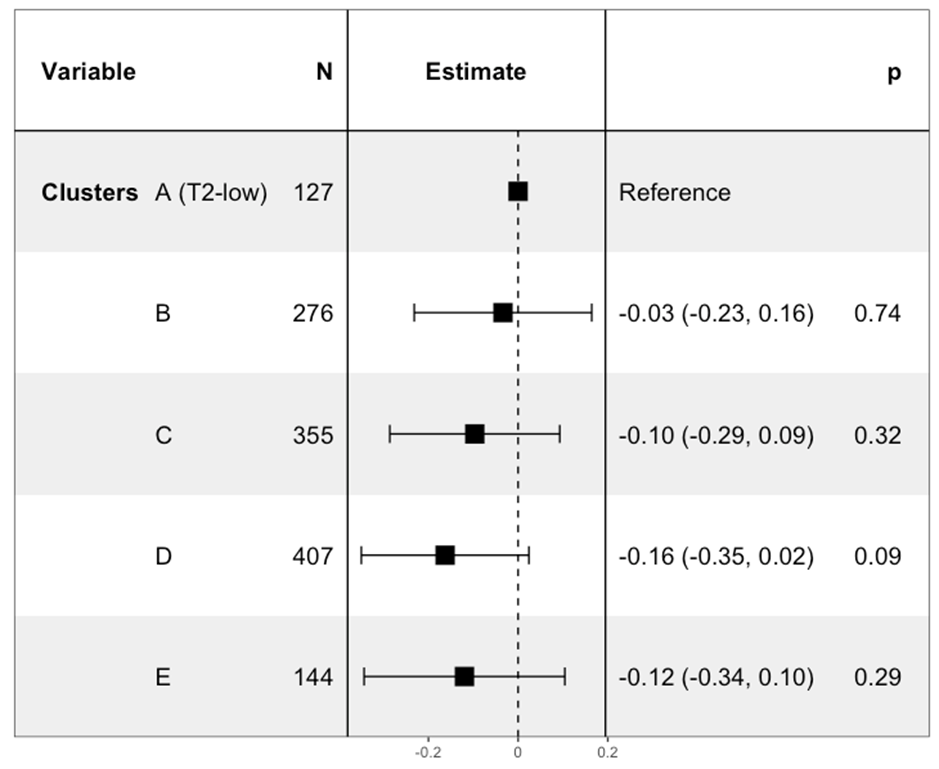 Variable N Estimate p
Clusters A (T2-low) 127 Reference
B 276 -0.03 (-0.23, 0.16) 0.74
C 355 -0.10 (-0.29, 0.09) 0.32
D 407 -0.16 (-0.35, 0.02) 0.09
E 144 -0.12 (-0.34, 0.10) 0.29
-0.2 0 0.2